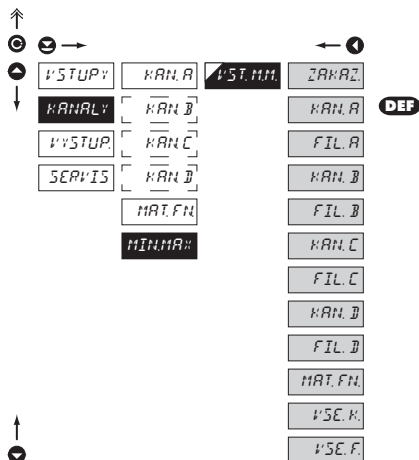 VSTUPY KAN. A VST. M.M. ZAKAZ.
KANALY KAN. B KAN. A DEF
VYSTUP. KAN. C FIL. A
SERVIS KAN. D KAN. B
MAT. FN. FIL. B
MIN.MAX KAN. C
FIL. C
KAN. D
FIL. D
MAT. FN.
VSE. K.
VSE. F.